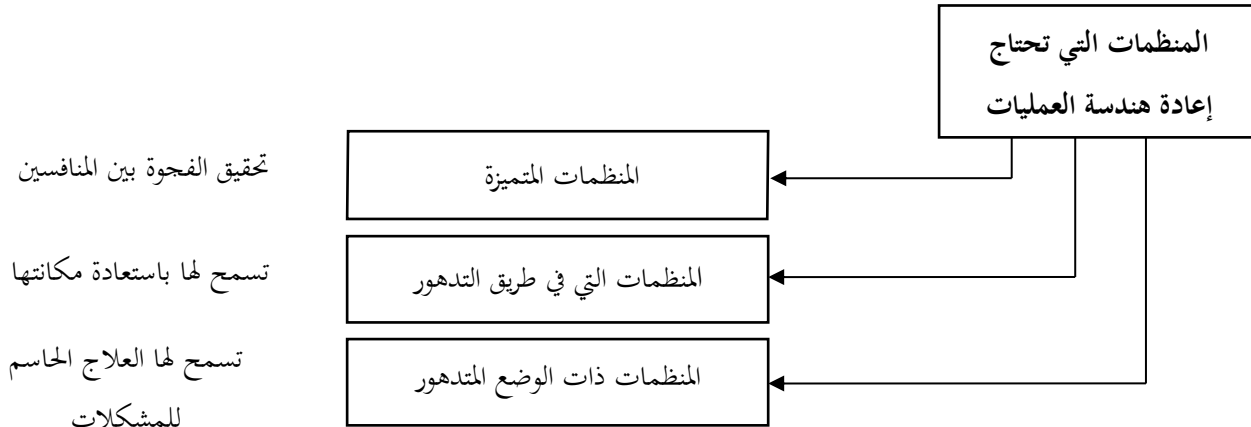 المنظمات التي تحتاج
إعادة هندسة العمليات
المنظمات المتميزة
تحقيق الفجوة بين المنافسين
المنظمات التي في طريق التدهور
تسمح لها باستعادة مكانتها
المنظمات ذات الوضع المتدهور
تسمح لها العلاج الحاسم
للمشكلات